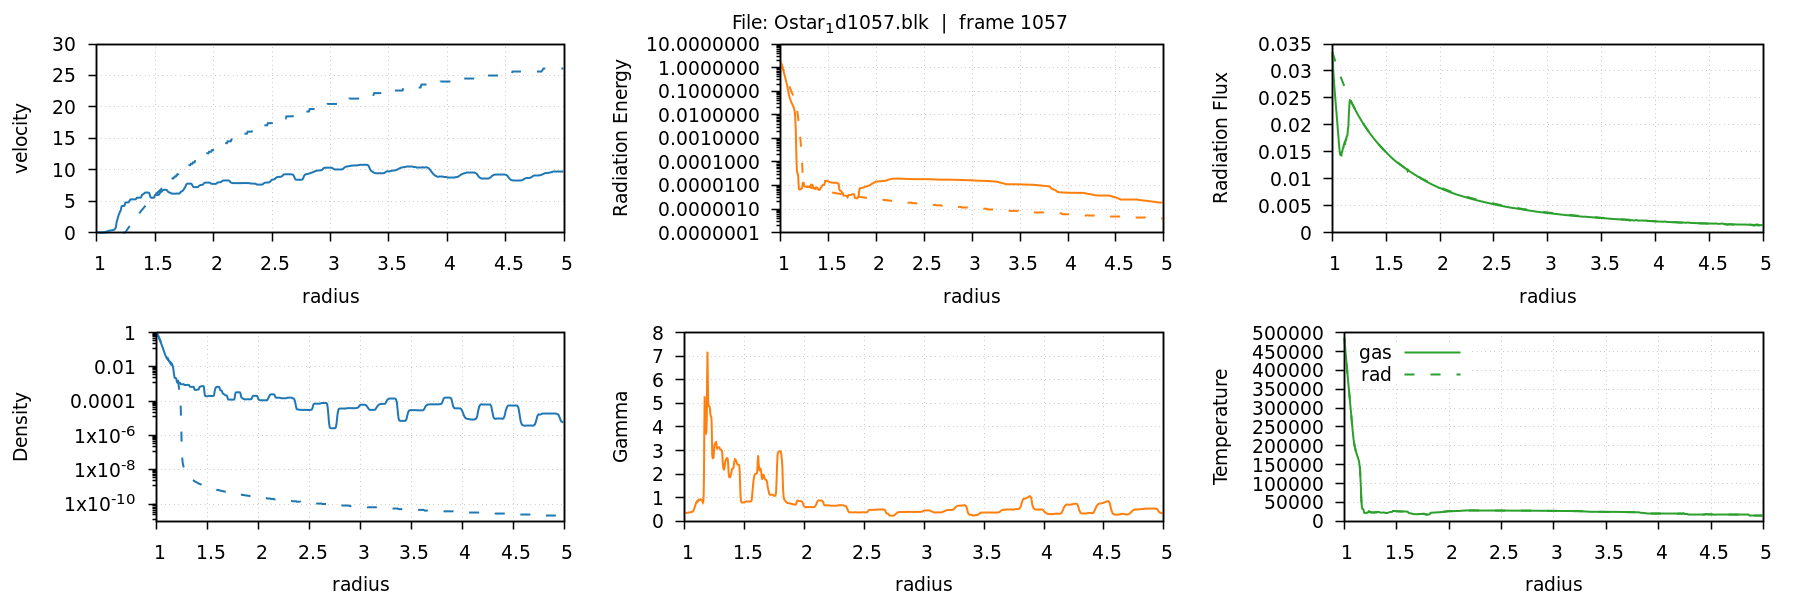 File: Ostar₁d1057.blk | frame 1057
velocity
30
25
20
15
10
5
0
1 1.5 2 2.5 3 3.5 4 4.5 5
radius
Radiation Energy
10.0000000
1.0000000
0.1000000
0.0100000
0.0010000
0.0001000
0.0000100
0.0000010
0.0000001
1 1.5 2 2.5 3 3.5 4 4.5 5
radius
Radiation Flux
0.035
0.03
0.025
0.02
0.015
0.01
0.005
0
1 1.5 2 2.5 3 3.5 4 4.5 5
radius
Density
1
0.01
0.0001
1x10⁻⁶
1x10⁻⁸
1x10⁻¹⁰
1 1.5 2 2.5 3 3.5 4 4.5 5
radius
Gamma
8
7
6
5
4
3
2
1
0
1 1.5 2 2.5 3 3.5 4 4.5 5
radius
Temperature
500000
450000
400000
350000
300000
250000
200000
150000
100000
50000
0
gas
rad
1 1.5 2 2.5 3 3.5 4 4.5 5
radius